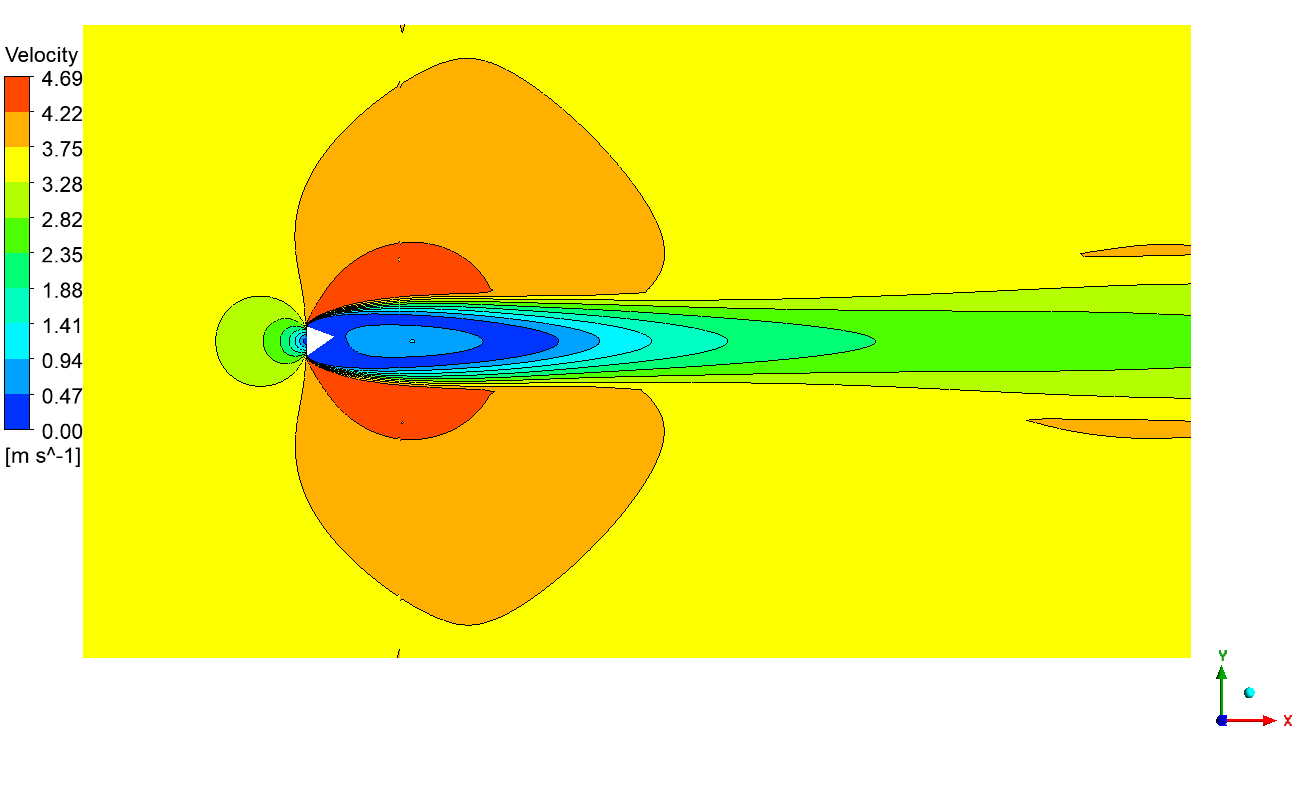 Velocity
4.69
4.22
3.75
3.28
2.82
2.35
1.88
1.41
0.94
0.47
0.00
[m s^-1]
Y
X